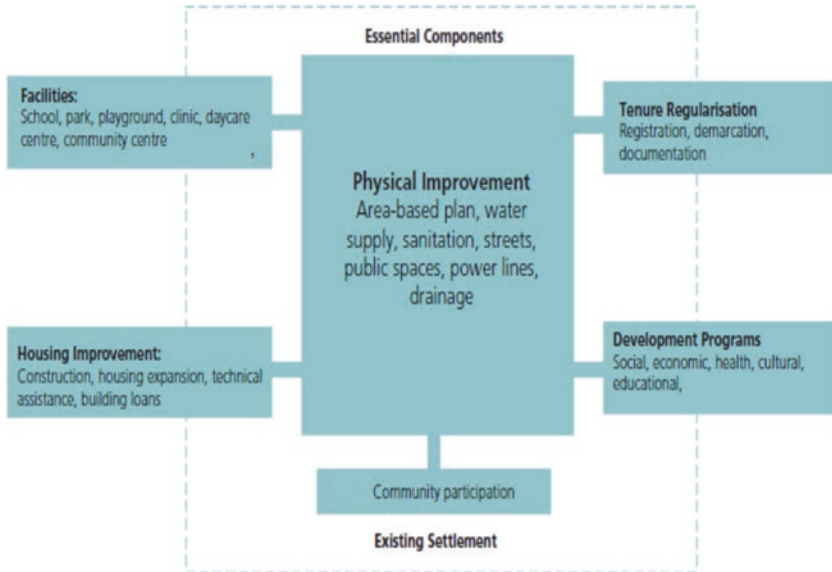 Essential Components
Facilities:
School, park, playground, clinic, daycare
centre, community centre
,
Tenure Regularisation
Registration, demarcation,
documentation
Physical Improvement
Area-based plan, water
supply, sanitation, streets,
public spaces, power lines,
drainage
Housing Improvement:
Construction, housing expansion, technical
assistance, building loans
Development Programs
Social, economic, health, cultural,
educational,
Community participation
Existing Settlement